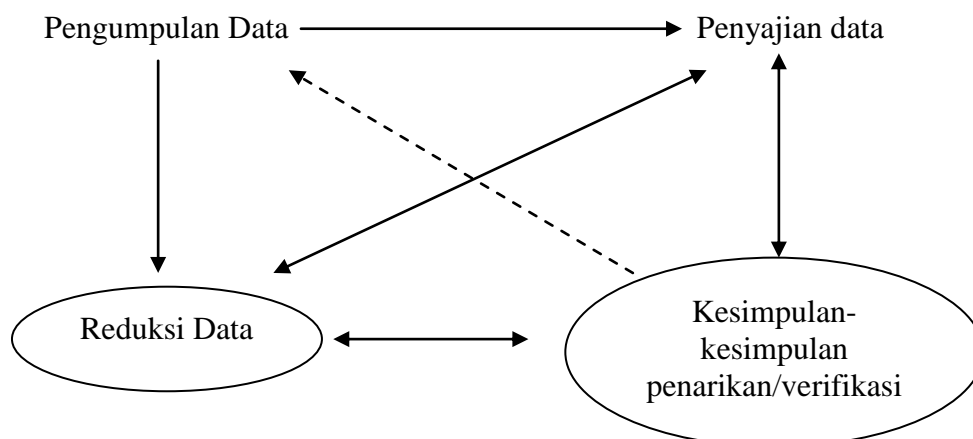 Pengumpulan Data
Penyajian data
Reduksi Data
Kesimpulan-
kesimpulan
penarikan/verifikasi